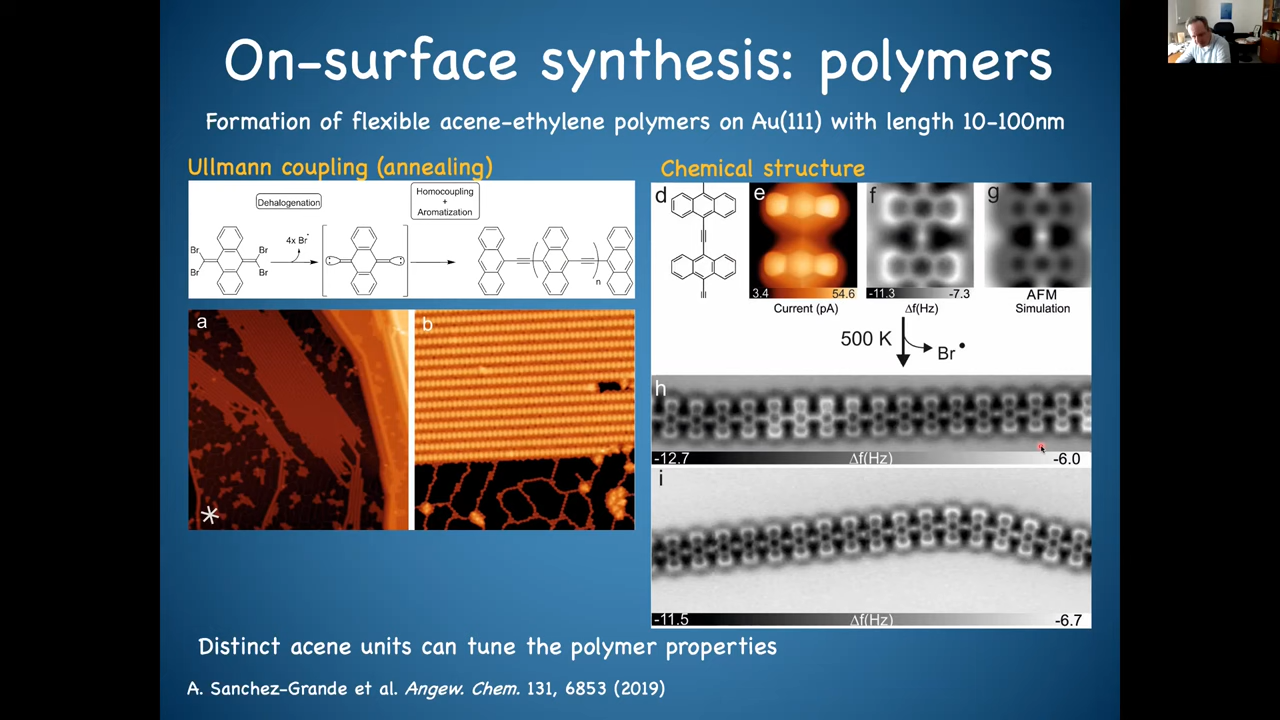 On-surface synthesis: polymers
Formation of flexible acene-ethylene polymers on Au(111) with length 10-100nm
Ullmann coupling (annealing)
Dehalogenation
Homocoupling
+
Aromatization
Br
Br
Br
Br
4x Br•
n
a
b
Chemical structure
d
e
f
g
3.4 54.6
-11.3 -7.3
Current (pA)
Δf(Hz)
AFM
Simulation
500 K
Br•
h
-12.7 Δf(Hz) -6.0
i
-11.5 Δf(Hz) -6.7
Distinct acene units can tune the polymer properties
A. Sanchez-Grande et al. Angew. Chem. 131, 6853 (2019)